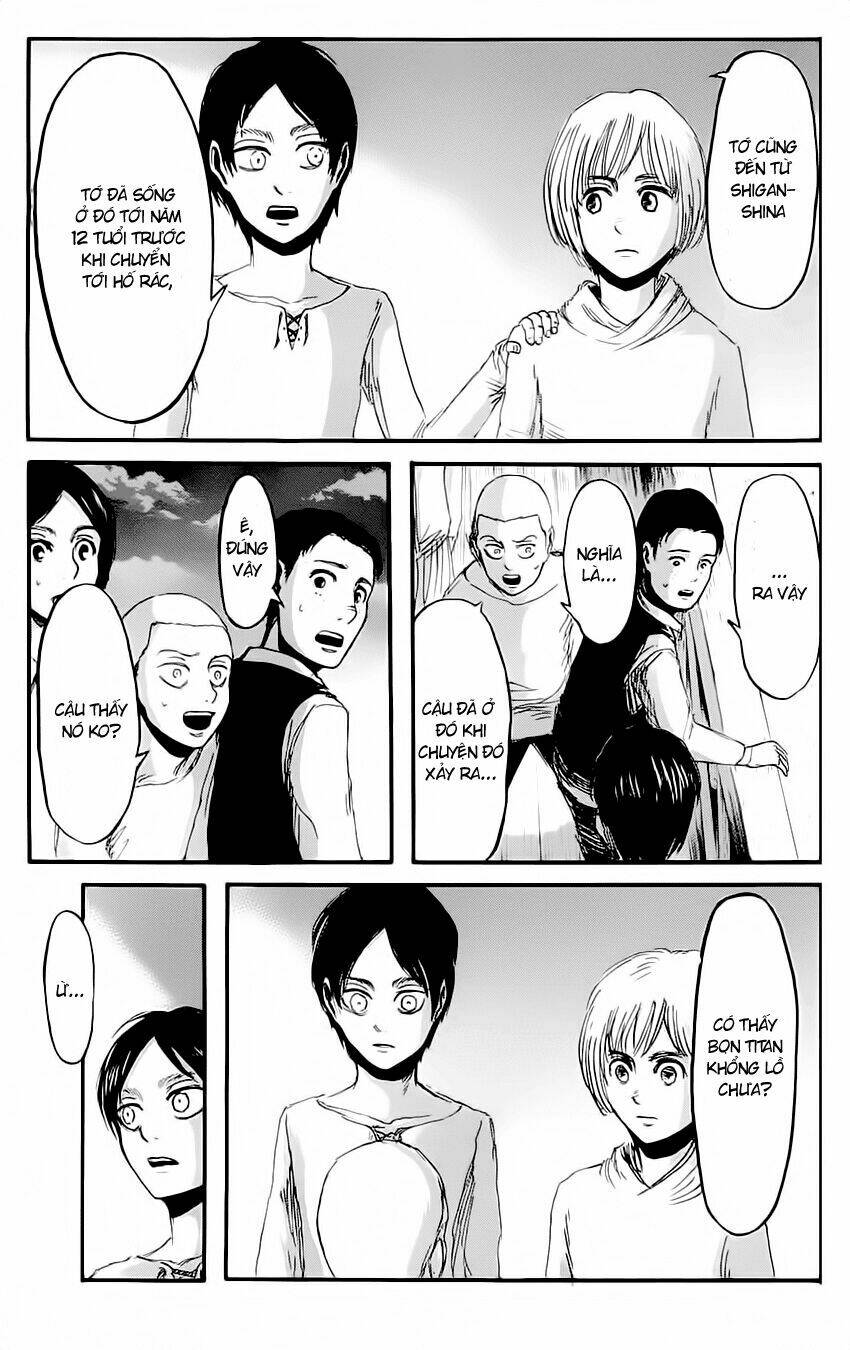 TỚ CŨNG
ĐẾN TỪ
SHIGAN-
SHINA
TỚ ĐÃ SỐNG
Ở ĐÓ TỚI NĂM
12 TUỔI TRƯỚC
KHI CHUYỂN
TỚI HỐ RÁC,
...
RA VẬY
NGHĨA
LÀ...
CẬU ĐÃ Ở
ĐÓ KHI
CHUYỆN ĐÓ
XẢY RA...
Ê,
ĐÚNG
VẬY
CẬU THẤY
NÓ KO?
CÓ THẤY
BỌN TITAN
KHỔNG LỒ
CHƯA?
Ừ...